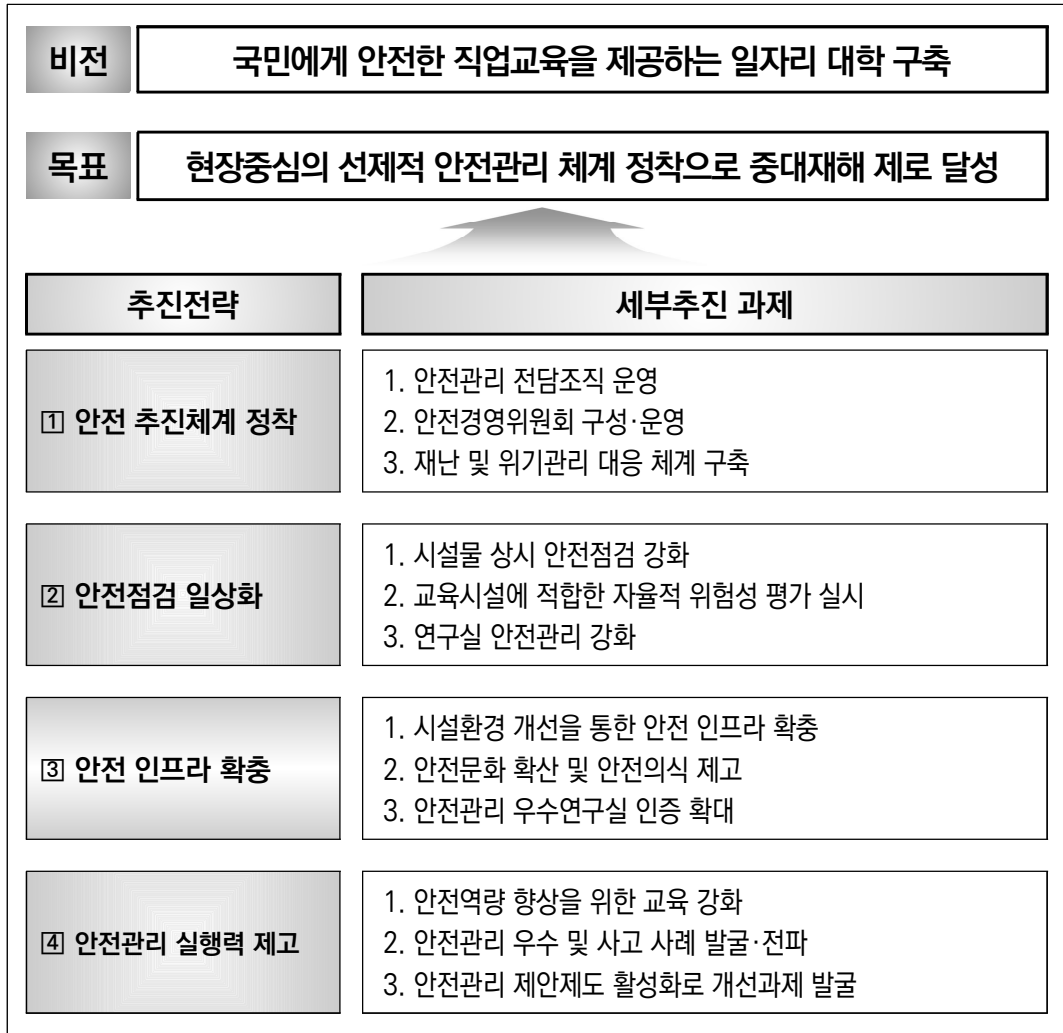 비전
국민에게 안전한 직업교육을 제공하는 일자리 대학 구축
목표
현장중심의 선제적 안전관리 체계 정착으로 중대재해 제로 달성
추진전략
세부추진 과제
1 안전 추진체계 정착
1. 안전관리 전담조직 운영
2. 안전경영위원회 구성·운영
3. 재난 및 위기관리 대응 체계 구축
2 안전점검 일상화
1. 시설물 상시 안전점검 강화
2. 교육시설에 적합한 자율적 위험성 평가 실시
3. 연구실 안전관리 강화
3 안전 인프라 확충
1. 시설환경 개선을 통한 안전 인프라 확충
2. 안전문화 확산 및 안전의식 제고
3. 안전관리 우수연구실 인증 확대
4 안전관리 실행력 제고
1. 안전역량 향상을 위한 교육 강화
2. 안전관리 우수 및 사고 사례 발굴·전파
3. 안전관리 제안제도 활성화로 개선과제 발굴